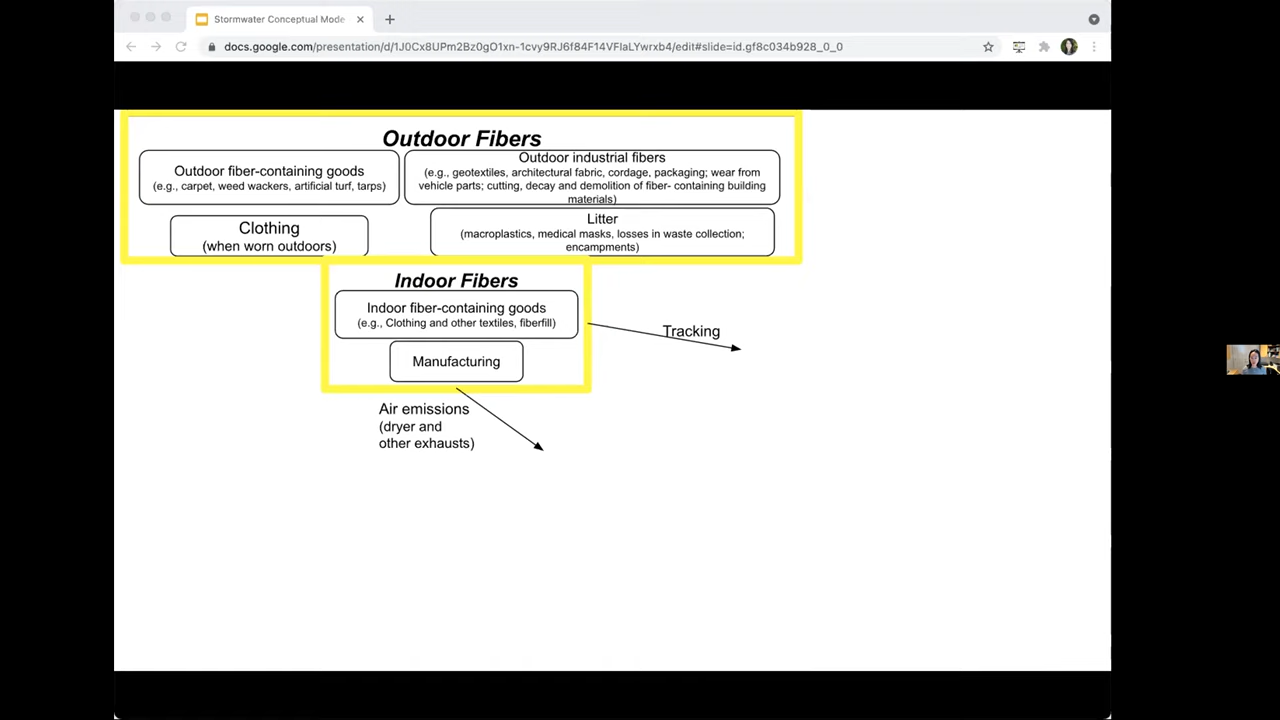 Stormwater Conceptual Mode
docs.google.com/presentation/d/1J0Cx8UPm2Bz0gO1xn-1cvy9RJ6f84F14VFlaLYwrxb4/edit#slide=id.gf8c034b928_0_0
Outdoor Fibers
Outdoor fiber-containing goods
(e.g., carpet, weed wackers, artificial turf, tarps)
Outdoor industrial fibers
(e.g., geotextiles, architectural fabric, cordage, packaging; wear from
vehicle parts; cutting, decay and demolition of fiber- containing building
materials)
Clothing
(when worn outdoors)
Litter
(macroplastics, medical masks, losses in waste collection;
encampments)
Indoor Fibers
Indoor fiber-containing goods
(e.g., Clothing and other textiles, fiberfill)
Manufacturing
Tracking
Air emissions
(dryer and
other exhausts)